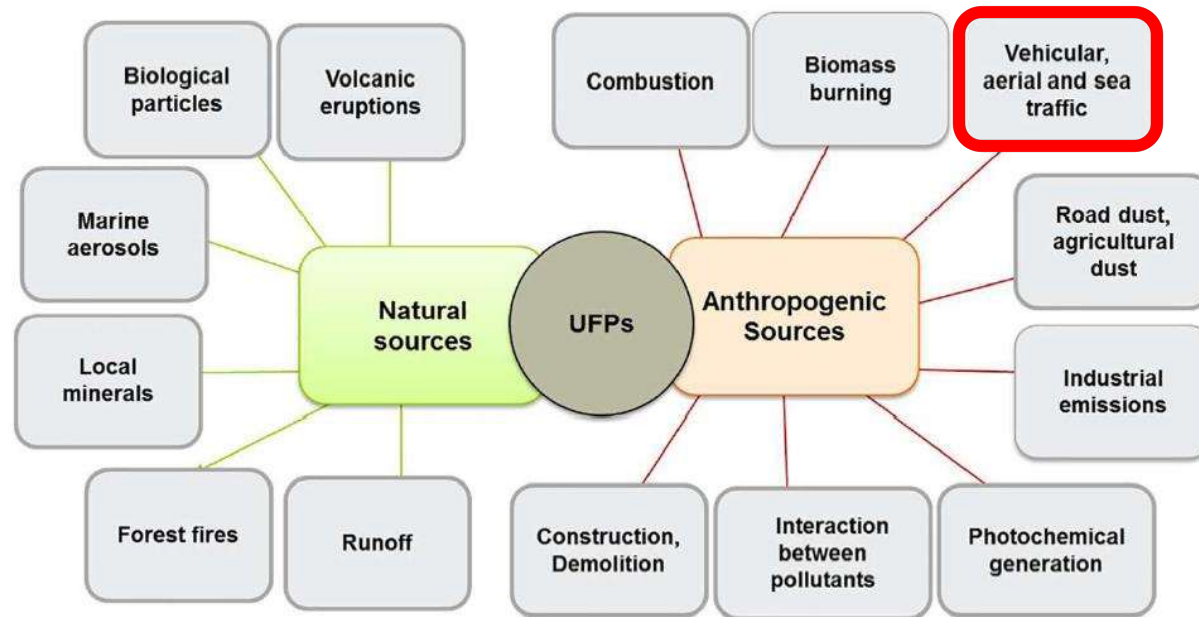 Biological
particles
Volcanic
eruptions
Combustion
Biomass
burning
Vehicular,
aerial and sea
traffic
Marine
aerosols
Road dust,
agricultural
dust
Natural
sources
UFPs
Anthropogenic
Sources
Local
minerals
Industrial
emissions
Forest fires
Runoff
Construction,
Demolition
Interaction
between
pollutants
Photochemical
generation